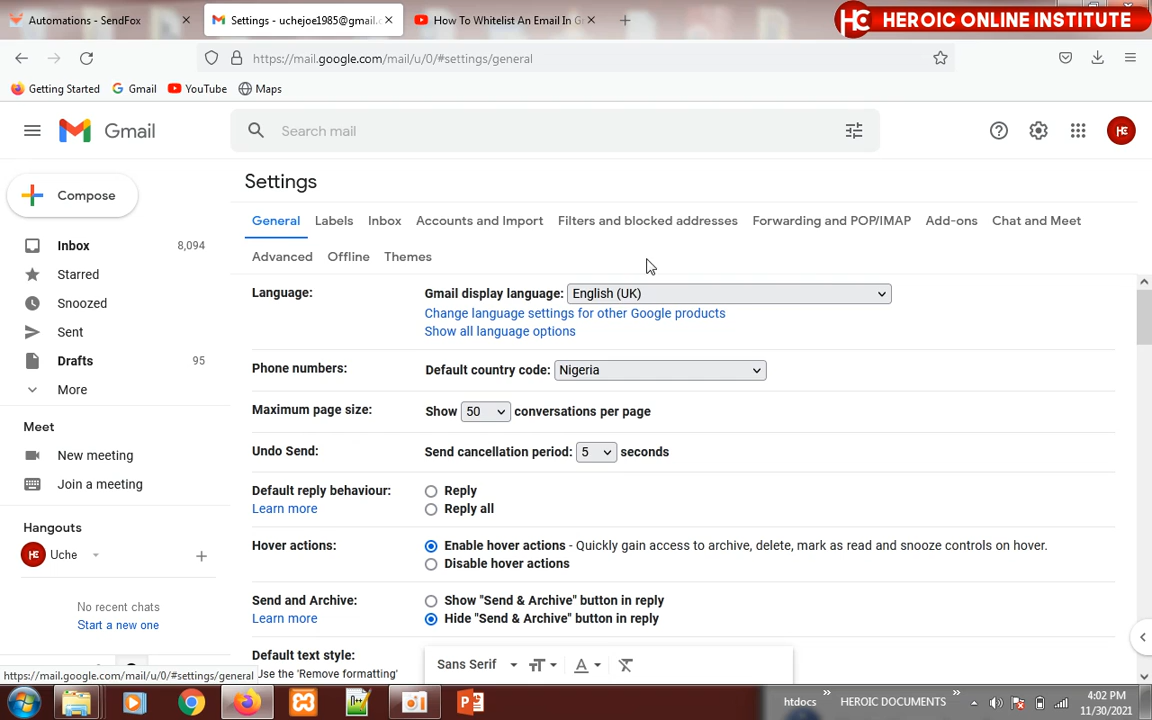 Automations - SendFox
Settings - uchejoe1985@gmail.c
How To Whitelist An Email In G
HEROIC ONLINE INSTITUTE
https://mail.google.com/mail/u/0/#settings/general
Getting Started
Gmail
YouTube
Maps
Gmail
Search mail
Compose
Inbox 8,094
Starred
Snoozed
Sent
Drafts 95
More
Meet
New meeting
Join a meeting
Hangouts
Uche
No recent chats
Start a new one
Settings
General Labels Inbox Accounts and Import Filters and blocked addresses Forwarding and POP/IMAP Add-ons Chat and Meet
Advanced Offline Themes
Language: Gmail display language: English (UK)
Change language settings for other Google products
Show all language options
Phone numbers: Default country code: Nigeria
Maximum page size: Show 50 conversations per page
Undo Send: Send cancellation period: 5 seconds
Default reply behaviour: Reply
Learn more Reply all
Hover actions: Enable hover actions - Quickly gain access to archive, delete, mark as read and snooze controls on hover.
Disable hover actions
Send and Archive: Show "Send & Archive" button in reply
Learn more Hide "Send & Archive" button in reply
Default text style: Sans Serif
Use the 'Remove formatting'
https://mail.google.com/mail/u/0/#settings/general
htdocs
HEROIC DOCUMENTS
4:02 PM
11/30/2021